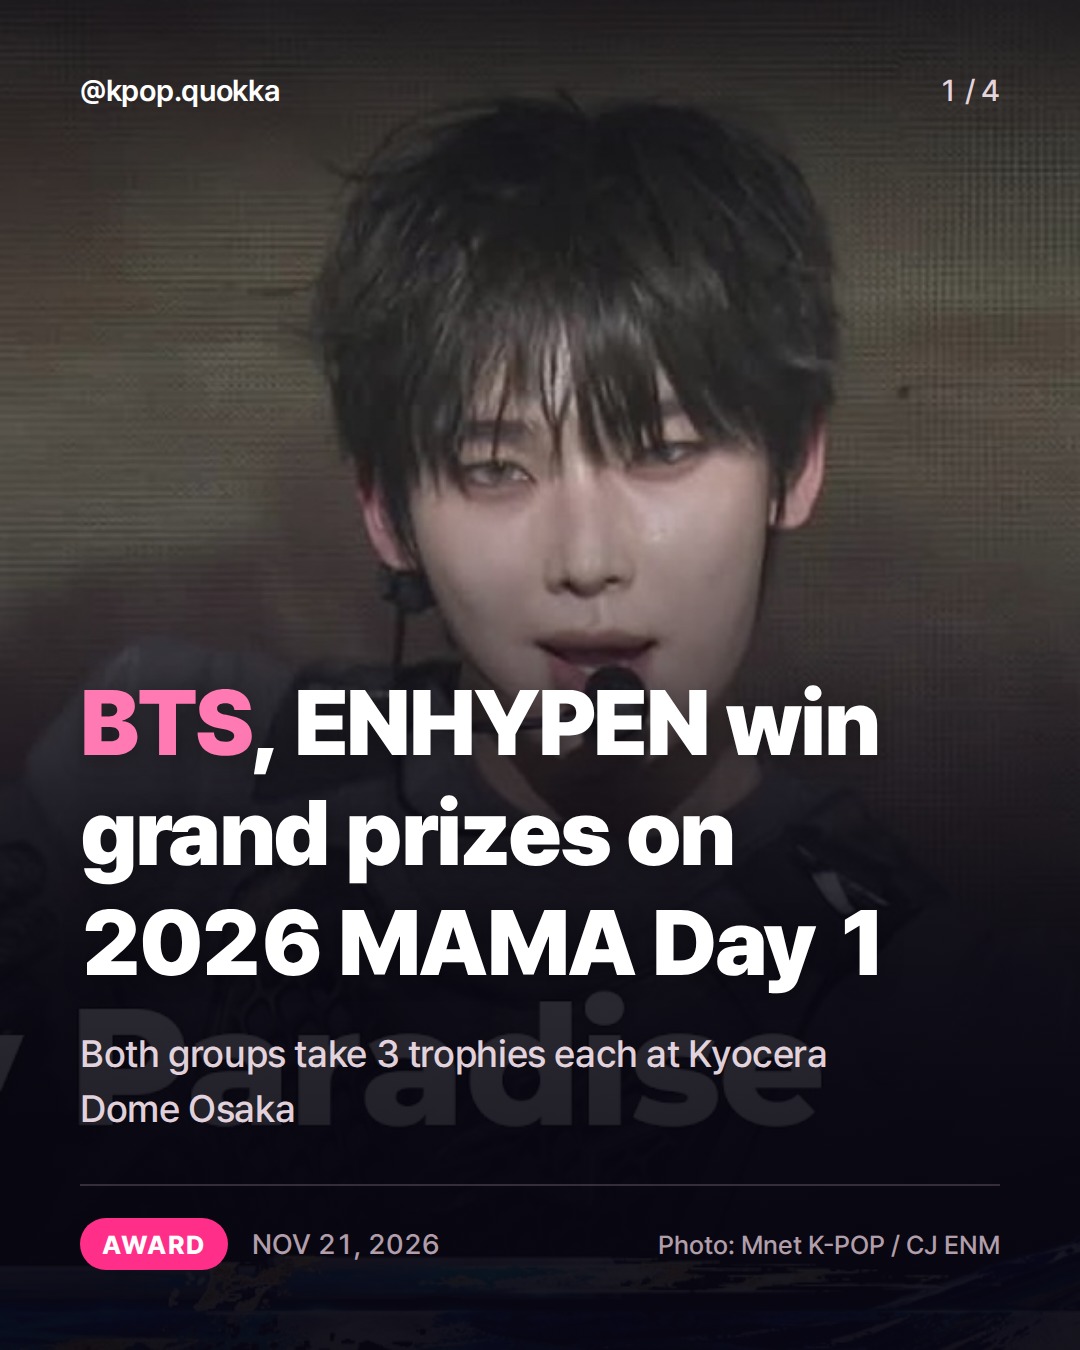 @kpop.quokka
1 / 4
BTS, ENHYPEN win
grand prizes on
2026 MAMA Day 1
Paradise
Both groups take 3 trophies each at Kyocera
Dome Osaka
AWARD
NOV 21, 2026
Photo: Mnet K-POP / CJ ENM